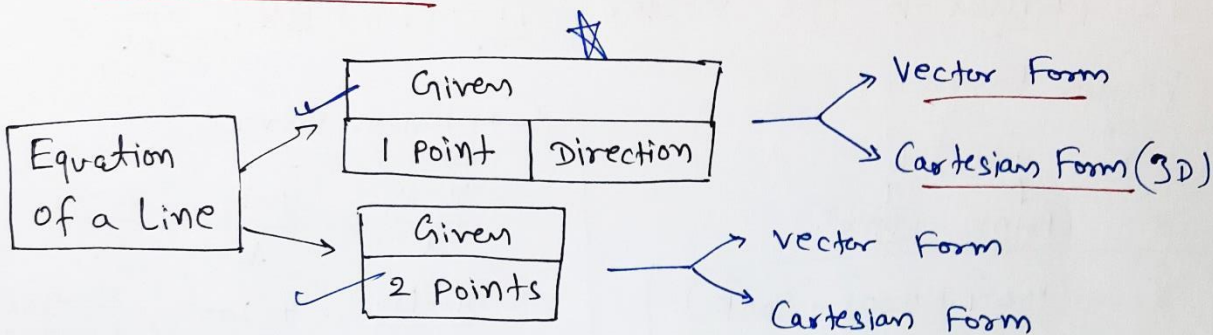 Given
1 Point Direction
Equation
of a Line
Vector Form
Cartesian Form (3D)
Given
2 Points
Vector Form
Cartesian Form